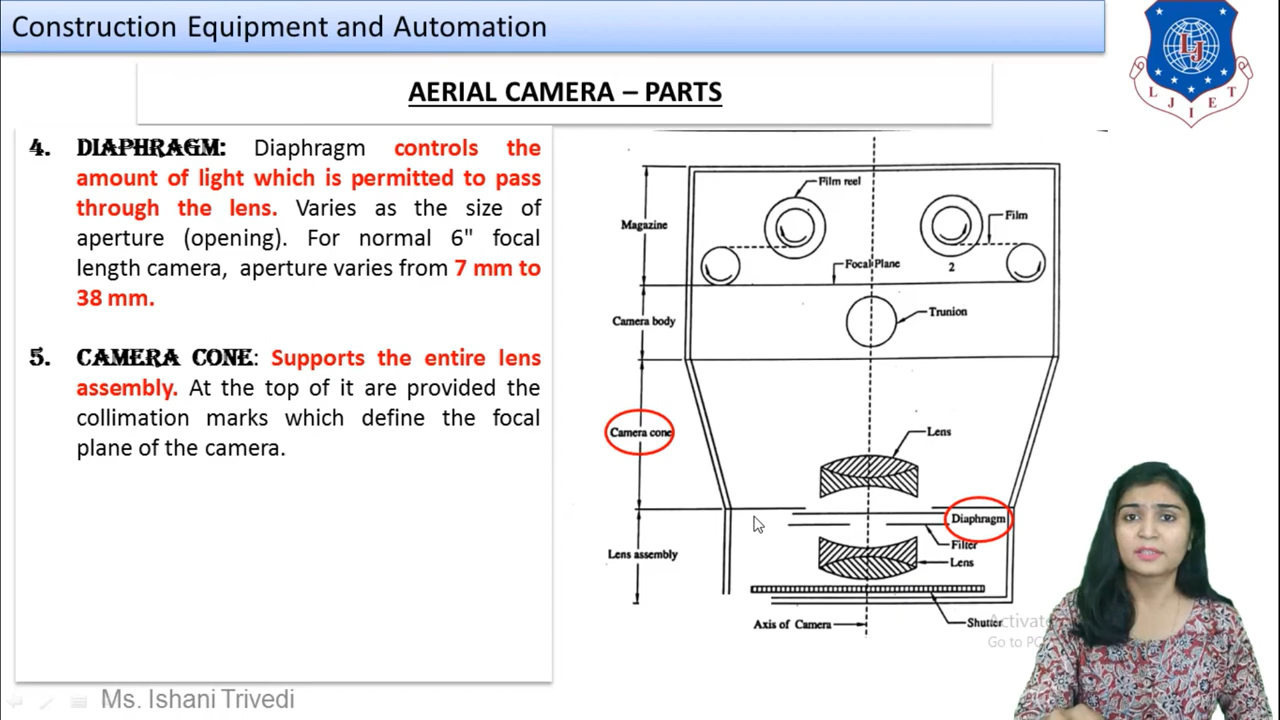 Construction Equipment and Automation
AERIAL CAMERA – PARTS
L J I E T
LJ
4. DIAPHRAGM: Diaphragm controls the
amount of light which is permitted to pass
through the lens. Varies as the size of
aperture (opening). For normal 6" focal
length camera, aperture varies from 7 mm to
38 mm.
5. CAMERA CONE: Supports the entire lens
assembly. At the top of it are provided the
collimation marks which define the focal
plane of the camera.
Film reel
Magazine
Film
Focal Plane
2
Camera body
Trunion
Camera cone
Lens
Diaphragm
Filter
Lens assembly
Lens
Axis of Camera
Shutter
Activate
Go to PC
Ms. Ishani Trivedi